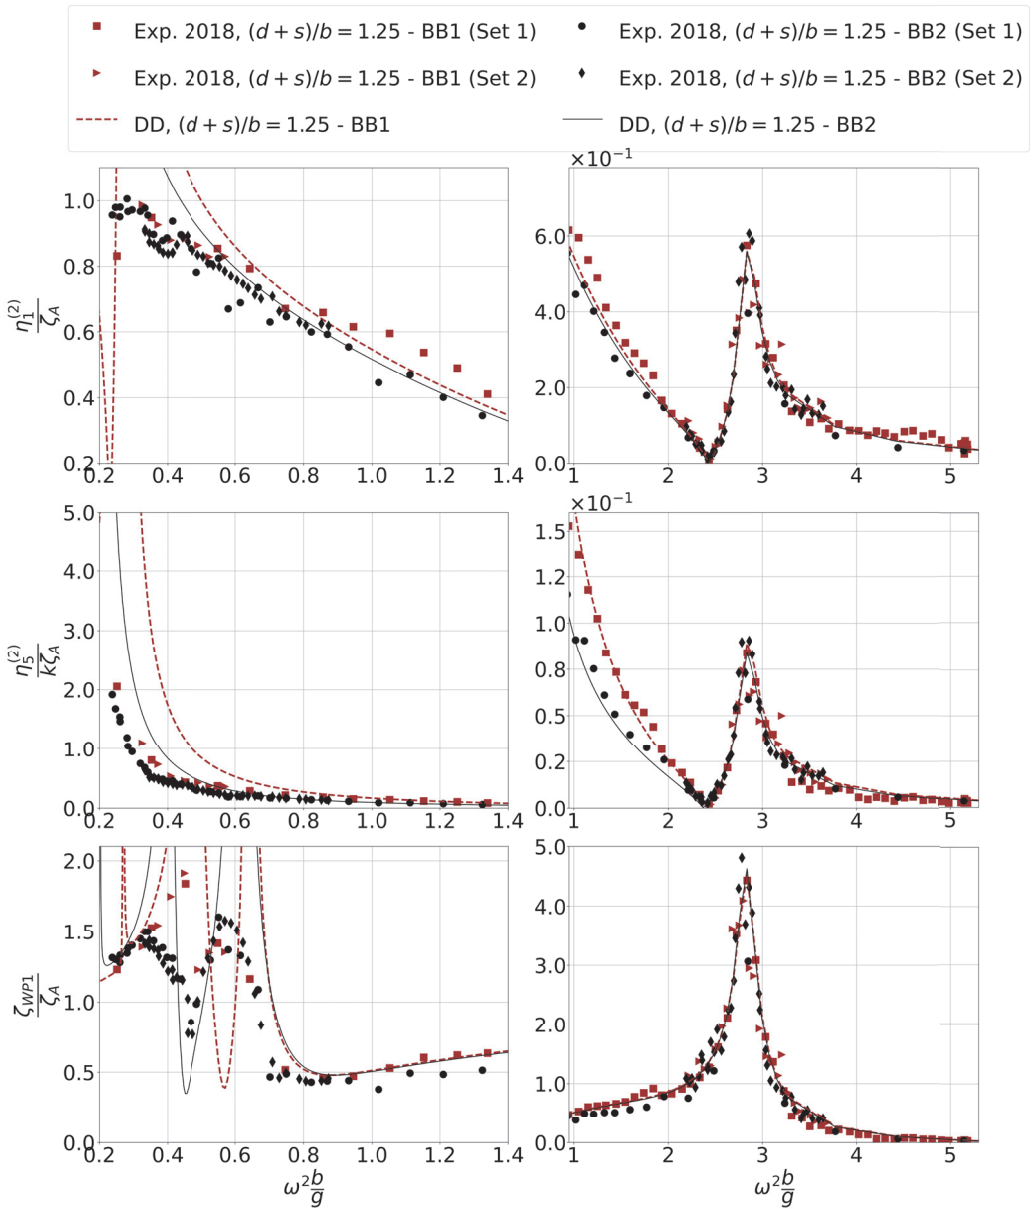 Exp. 2018, (d + s)/b = 1.25 - BB1 (Set 1)
Exp. 2018, (d + s)/b = 1.25 - BB2 (Set 1)
Exp. 2018, (d + s)/b = 1.25 - BB1 (Set 2)
Exp. 2018, (d + s)/b = 1.25 - BB2 (Set 2)
DD, (d + s)/b = 1.25 - BB1
DD, (d + s)/b = 1.25 - BB2
×10⁻¹
η₁⁽²⁾/ζ_A
1.0
0.8
0.6
0.4
0.2
0.2 0.4 0.6 0.8 1.0 1.2 1.4
6.0
4.0
2.0
0.0
1 2 3 4 5
×10⁻¹
η₅⁽²⁾/kζ_A
5.0
4.0
3.0
2.0
1.0
0.0
0.2 0.4 0.6 0.8 1.0 1.2 1.4
1.5
1.2
1.0
0.8
0.5
0.2
0.0
1 2 3 4 5
ζ_WP1/ζ_A
2.0
1.5
1.0
0.5
0.0
0.2 0.4 0.6 0.8 1.0 1.2 1.4
ω² b/g
5.0
4.0
3.0
2.0
1.0
0.0
1 2 3 4 5
ω² b/g